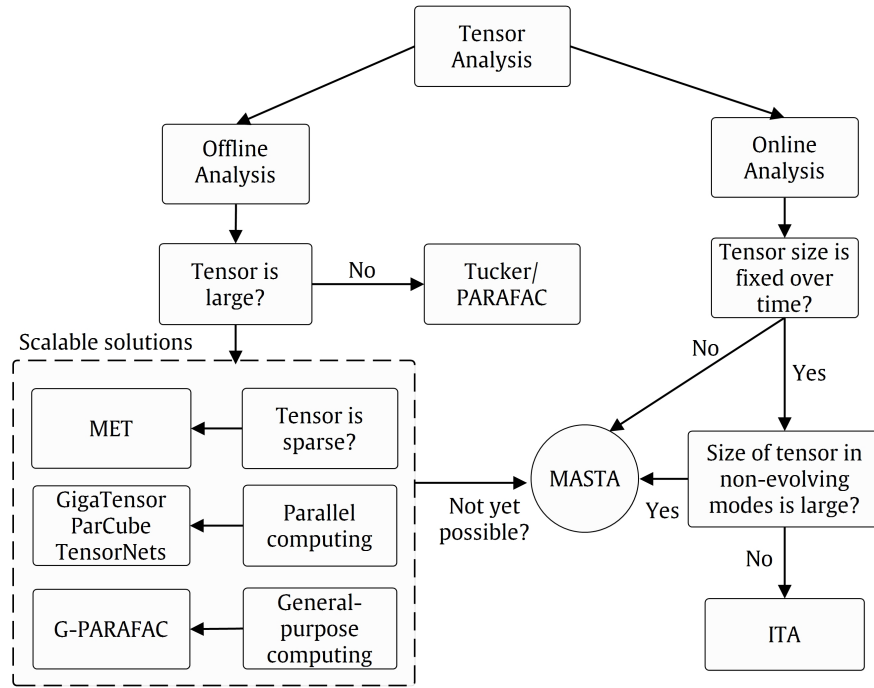 Tensor
Analysis
Offline
Analysis
Online
Analysis
Tensor is
large?
No
Tucker/
PARAFAC
Tensor size is
fixed over
time?
Scalable solutions
No
Yes
MET
Tensor is
sparse?
GigaTensor
ParCube
TensorNets
Parallel
computing
G-PARAFAC
General-
purpose
computing
Not yet
possible?
MASTA
Yes
Size of tensor in
non-evolving
modes is large?
No
ITA